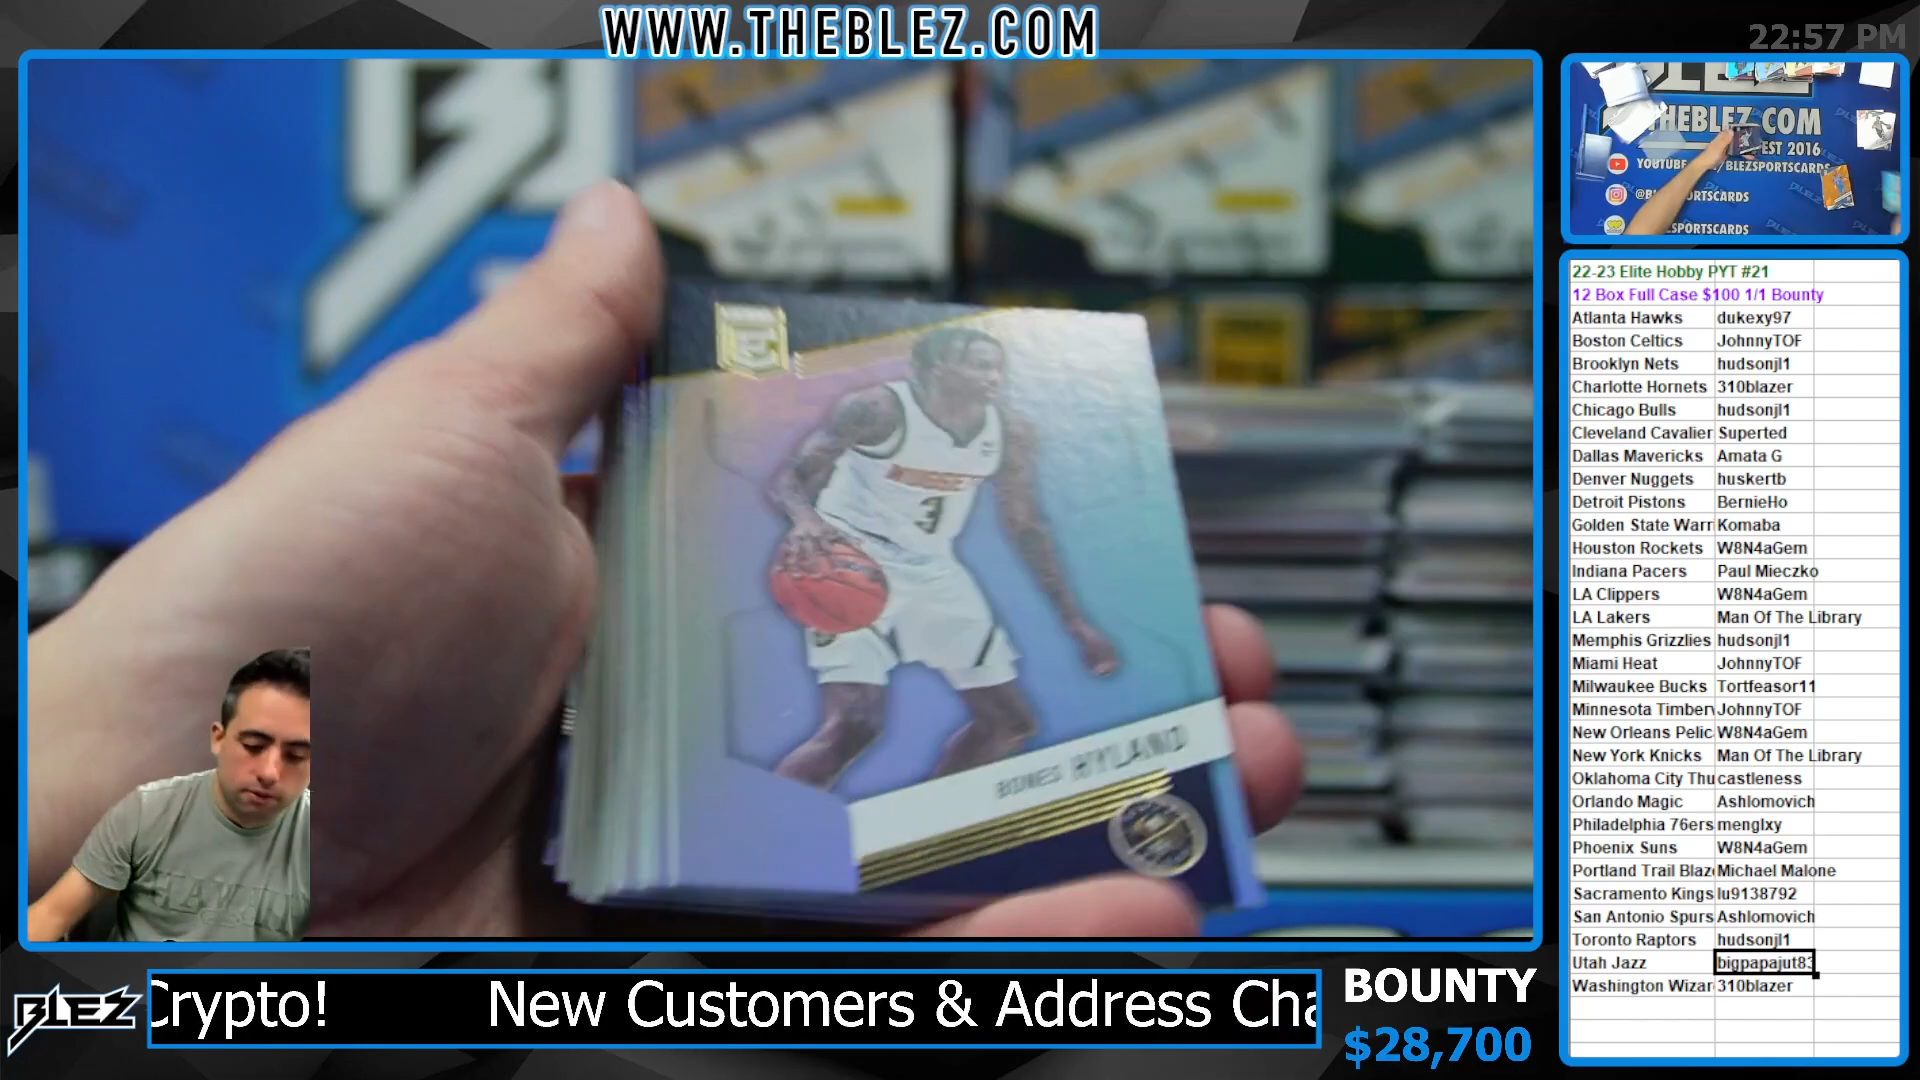 WWW.THEBLEZ.COM
22:57 PM
THEBLEZ.COM
EST 2016
YOUTUBE
/BLEZSPORTSCARDS
NUGGETS
3
BONES HYLAND
22-23 Elite Hobby PYT #21
12 Box Full Case $100 1/1 Bounty
Atlanta Hawks dukexy97
Boston Celtics JohnnyTOF
Brooklyn Nets hudsonjl1
Charlotte Hornets 310blazer
Chicago Bulls hudsonjl1
Cleveland Cavalier Superted
Dallas Mavericks Amata G
Denver Nuggets huskertb
Detroit Pistons BernieHo
Golden State Warr Komaba
Houston Rockets W8N4aGem
Indiana Pacers Paul Mieczko
LA Clippers W8N4aGem
LA Lakers Man Of The Library
Memphis Grizzlies hudsonjl1
Miami Heat JohnnyTOF
Milwaukee Bucks Tortfeasor11
Minnesota Timberv JohnnyTOF
New Orleans Pelic W8N4aGem
New York Knicks Man Of The Library
Oklahoma City Thu castleness
Orlando Magic Ashlomovich
Philadelphia 76ers menglxy
Phoenix Suns W8N4aGem
Portland Trail Blaz Michael Malone
Sacramento Kings lu9138792
San Antonio Spurs Ashlomovich
Toronto Raptors hudsonjl1
Utah Jazz bigpapajut83
Washington Wizar 310blazer
BLEZ
Crypto! New Customers & Address Cha
BOUNTY
$28,700